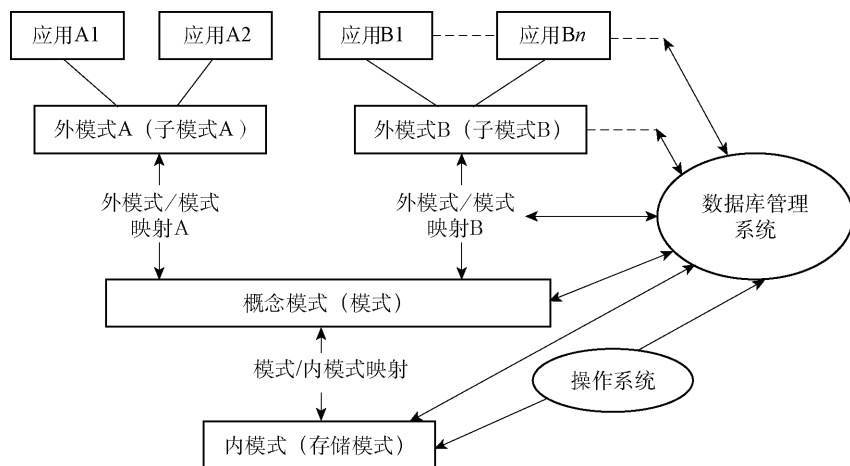 应用A1
应用A2
应用B1
应用Bn
外模式A（子模式A）
外模式B（子模式B）
外模式/模式
映射A
外模式/模式
映射B
数据库管理
系统
概念模式（模式）
模式/内模式映射
操作系统
内模式（存储模式）